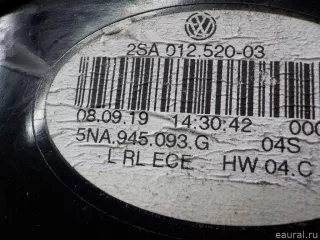 2SA 012.520-03
08.09.19 14:30:42 000
5NA.945.093.G 04S
L RL ECE HW 04.C
eaural.ru